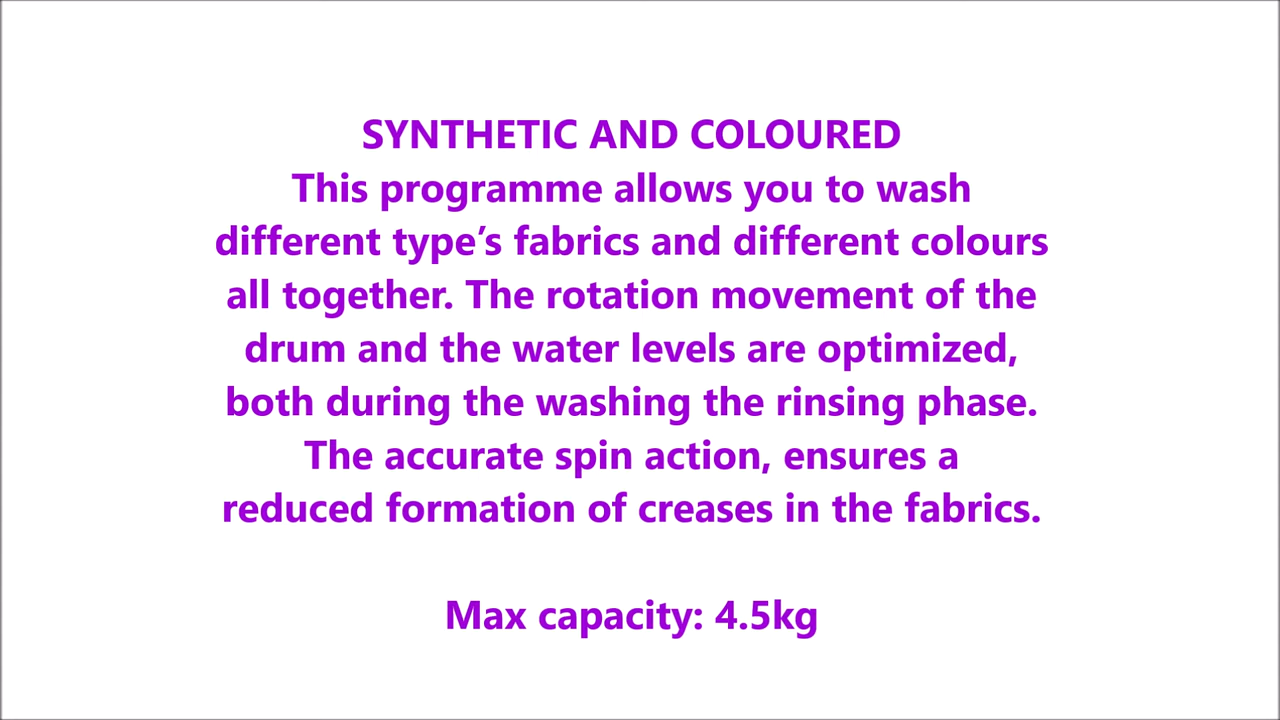 SYNTHETIC AND COLOURED
This programme allows you to wash
different type’s fabrics and different colours
all together. The rotation movement of the
drum and the water levels are optimized,
both during the washing the rinsing phase.
The accurate spin action, ensures a
reduced formation of creases in the fabrics.
Max capacity: 4.5kg